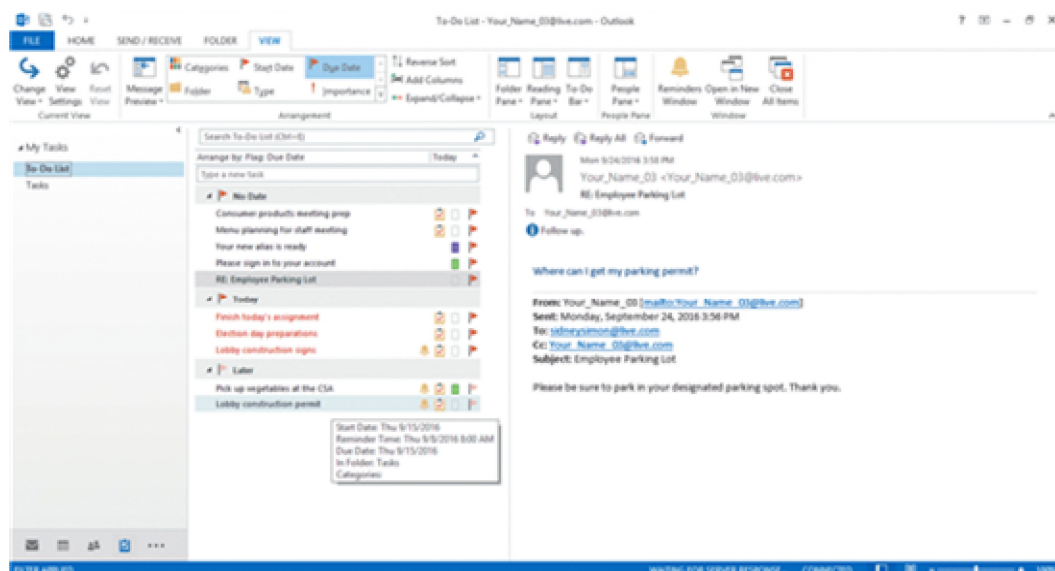 To-Do List - Your_Name_03@live.com - Outlook
FILE HOME SEND / RECEIVE FOLDER VIEW
Change View View Settings Reset View
Message Preview
Categories Start Date Due Date
Folder Type Importance
Reverse Sort
Add Columns
Expand/Collapse
Folder Pane Reading Pane To-Do Bar
People Pane
Reminders Window Open in New Window Close All Items
Current View Arrangement Layout People Pane Window
My Tasks
To-Do List
Tasks
Search To-Do List (Ctrl+E)
Arrange by: Flag: Due Date Today
Type a new task
No Date
Consumer products meeting prep
Menu planning for staff meeting
Your new alias is ready
Please sign in to your account
RE: Employee Parking Lot
Today
Finish today's assignment
Election day preparations
Lobby construction signs
Later
Pick up vegetables at the CSA
Lobby construction permit
Start Date: Thu 9/15/2016
Reminder Time: Thu 9/8/2016 8:00 AM
Due Date: Thu 9/15/2016
In Folder: Tasks
Categories:
Reply Reply All Forward
Mon 9/24/2016 3:58 PM
Your_Name_03 <Your_Name_03@live.com>
RE: Employee Parking Lot
To Your_Name_03@live.com
Follow up.
Where can I get my parking permit?
From: Your_Name_03 [mailto:Your_Name_03@live.com]
Sent: Monday, September 24, 2016 3:56 PM
To: sidneysimon@live.com
Cc: Your_Name_03@live.com
Subject: Employee Parking Lot
Please be sure to park in your designated parking spot. Thank you.
FILTER APPLIED WAITING FOR SERVER RESPONSE CONNECTED 100%